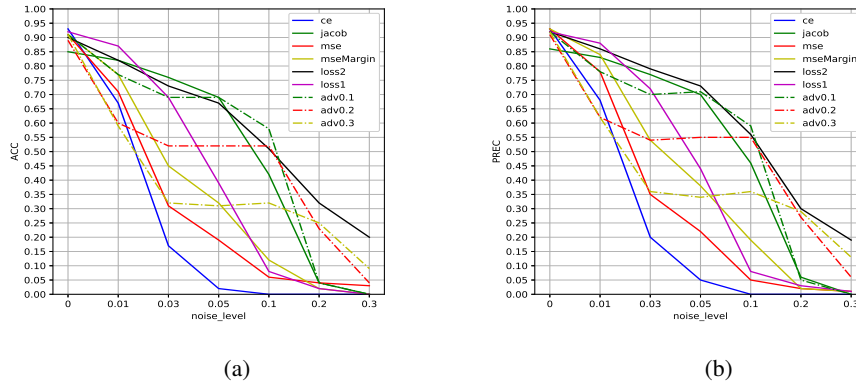 1.00
0.95
0.90
0.85
0.80
0.75
0.70
0.65
0.60
0.55
0.50
0.45
0.40
0.35
0.30
0.25
0.20
0.15
0.10
0.05
0.00
ACC
0 0.01 0.03 0.05 0.1 0.2 0.3
noise_level
ce
jacob
mse
mseMargin
loss2
loss1
adv0.1
adv0.2
adv0.3
(a)
1.00
0.95
0.90
0.85
0.80
0.75
0.70
0.65
0.60
0.55
0.50
0.45
0.40
0.35
0.30
0.25
0.20
0.15
0.10
0.05
0.00
PREC
0 0.01 0.03 0.05 0.1 0.2 0.3
noise_level
ce
jacob
mse
mseMargin
loss2
loss1
adv0.1
adv0.2
adv0.3
(b)